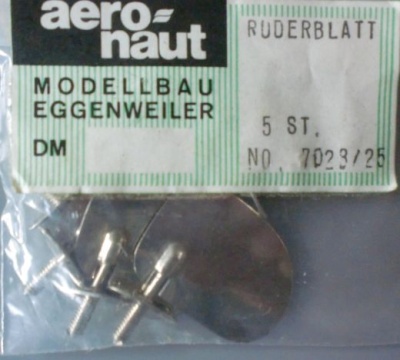 aero=
naut
MODELLBAU
EGGENWEILER
DM
RUDERBLATT
5 ST.
NO. 7023/25